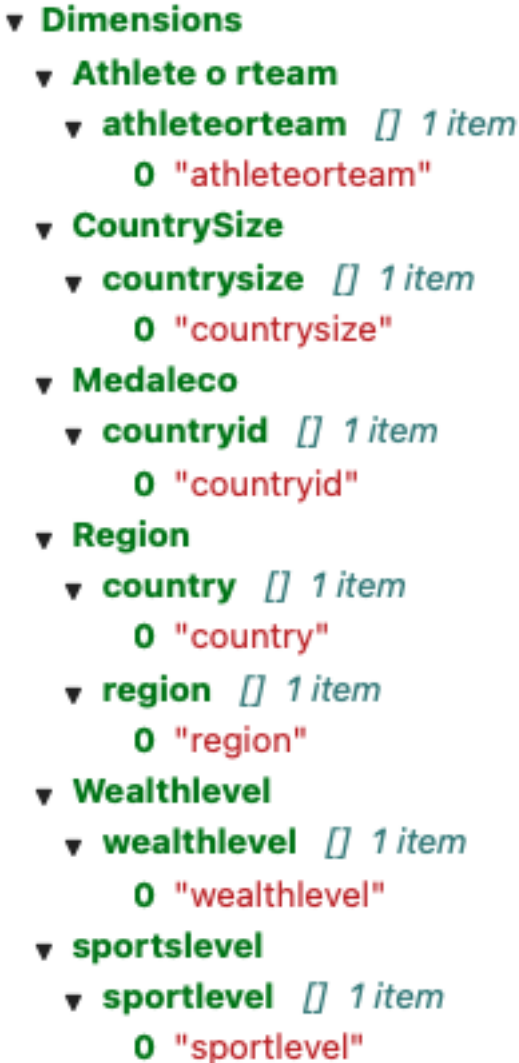 Dimensions
Athlete o rteam
athleteorteam [] 1 item
0 "athleteorteam"
CountrySize
countrysize [] 1 item
0 "countrysize"
Medaleco
countryid [] 1 item
0 "countryid"
Region
country [] 1 item
0 "country"
region [] 1 item
0 "region"
Wealthlevel
wealthlevel [] 1 item
0 "wealthlevel"
sportslevel
sportlevel [] 1 item
0 "sportlevel"